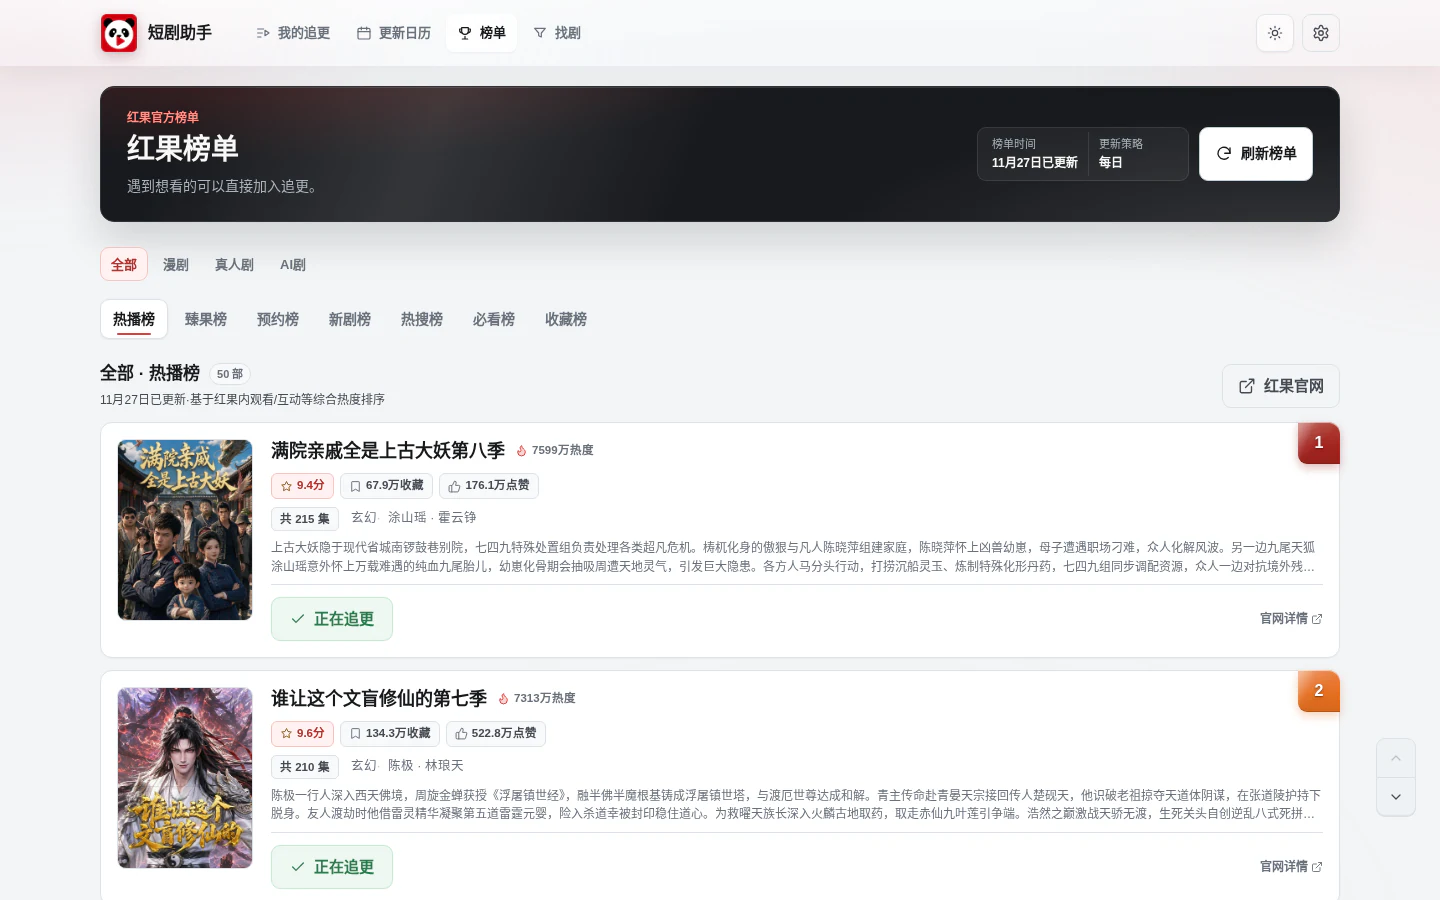 短剧助手
我的追更
更新日历
榜单
找剧
红果官方榜单
红果榜单
遇到想看的可以直接加入追更。
榜单时间
11月27日已更新
更新策略
每日
刷新榜单
全部
漫剧
真人剧
AI剧
热播榜
臻果榜
预约榜
新剧榜
热搜榜
必看榜
收藏榜
全部 · 热播榜
50 部
11月27日已更新·基于红果内观看/互动等综合热度排序
红果官网
满院亲戚
全是上古大妖
满院亲戚全是上古大妖第八季
7599万热度
1
9.4分
67.9万收藏
176.1万点赞
共 215 集
玄幻· 涂山瑶 · 霍云铮
上古大妖隐于现代省城南锣鼓巷别院，七四九特殊处置组负责处理各类超凡危机。梼杌化身的傲狠与凡人陈晓萍组建家庭，陈晓萍怀上凶兽幼崽，母子遭遇职场刁难，众人化解风波。另一边九尾天狐
涂山瑶意外怀上万载难遇的纯血九尾胎儿，幼崽化骨期会抽吸周遭天地灵气，引发巨大隐患。各方人马分头行动，打捞沉船灵玉、炼制特殊化形丹药，七四九组同步调配资源，众人一边对抗境外残…
正在追更
官网详情
谁让这个
文盲修仙的
谁让这个文盲修仙的第七季
7313万热度
2
9.6分
134.3万收藏
522.8万点赞
共 210 集
玄幻· 陈极 · 林琅天
陈极一行人深入西天佛境，周旋金蝉获授《浮屠镇世经》，融半佛半魔根基铸成浮屠镇世塔，与渡厄世尊达成和解。青主传命赴青晏天宗接回传人楚砚天，他识破老祖掠夺天道体阴谋，在张道陵护持下
脱身。友人渡劫时他借雷灵精华凝聚第五道雷霆元婴，险入杀道幸被封印稳住道心。为救曜天族长深入火麟古地取药，取走赤仙九叶莲引争端。浩然之巅激战天骄无渡，生死关头自创逆乱八式死拼…
正在追更
官网详情